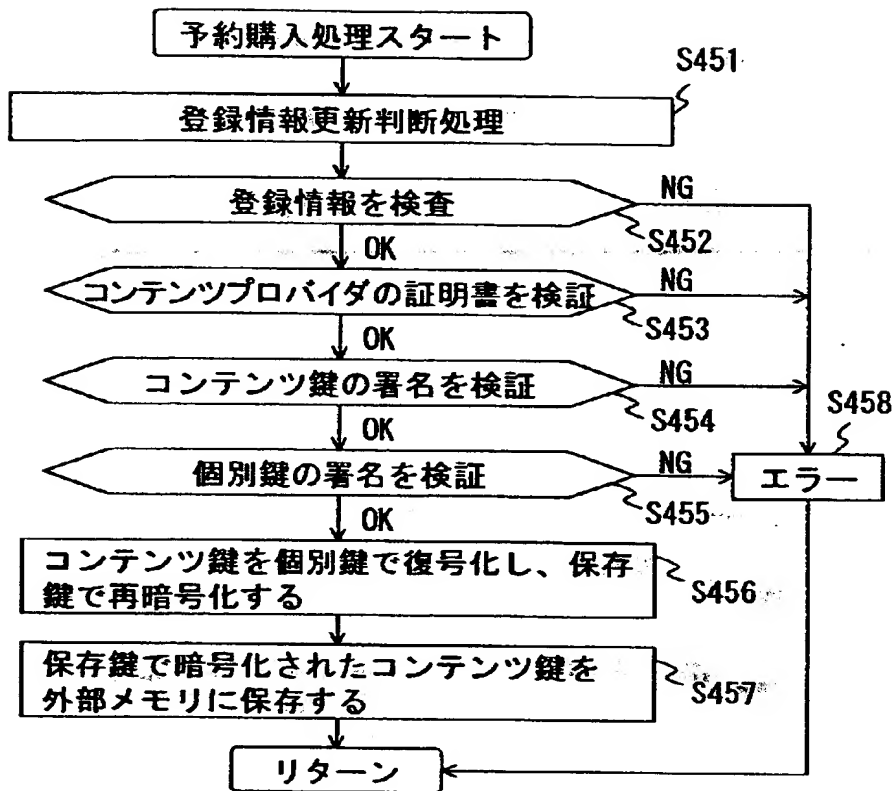 予約購入処理スタート
S451
登録情報更新判断処理
登録情報を検査
NG
S452
OK
コンテンツプロバイダの証明書を検証
NG
S453
OK
コンテンツ鍵の署名を検証
NG
S454
OK
S458
個別鍵の署名を検証
NG
エラー
S455
OK
コンテンツ鍵を個別鍵で復号化し、保存
鍵で再暗号化する
S456
保存鍵で暗号化されたコンテンツ鍵を
外部メモリに保存する
S457
リターン